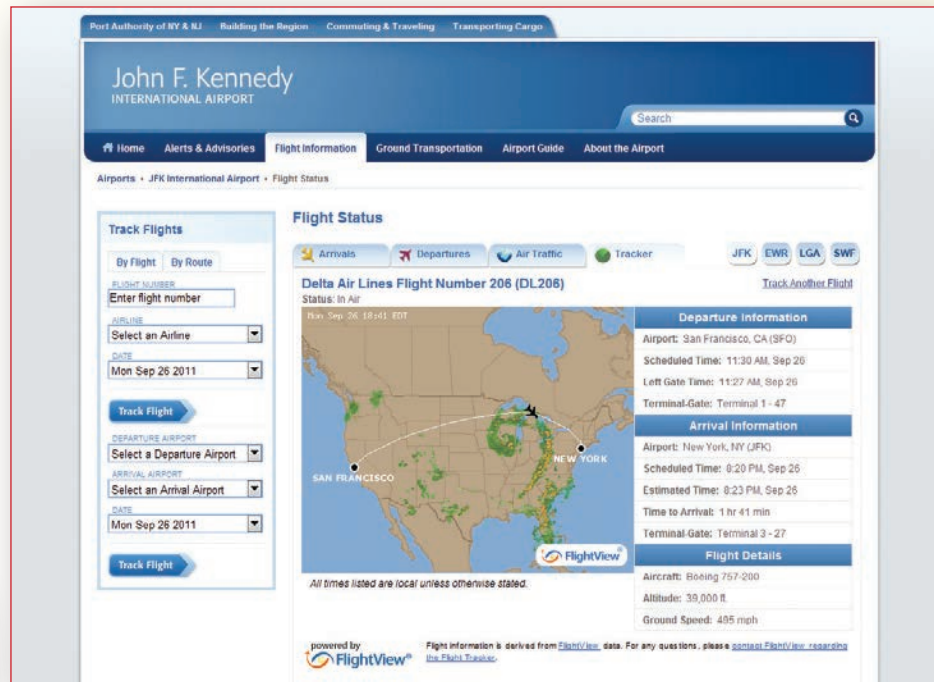 Port Authority of NY & NJ Building the Region Commuting & Traveling Transporting Cargo
John F. Kennedy
INTERNATIONAL AIRPORT
Search
Home Alerts & Advisories Flight Information Ground Transportation Airport Guide About the Airport
Airports • JFK International Airport • Flight Status
Track Flights
By Flight By Route
FLIGHT NUMBER
Enter flight number
AIRLINE
Select an Airline
DATE
Mon Sep 26 2011
Track Flight
DEPARTURE AIRPORT
Select a Departure Airport
ARRIVAL AIRPORT
Select an Arrival Airport
DATE
Mon Sep 26 2011
Track Flight
Flight Status
Arrivals Departures Air Traffic Tracker JFK EWR LGA SWF
Delta Air Lines Flight Number 206 (DL206) Track Another Flight
Status: In Air
Mon Sep 26 18:41 EDT
SAN FRANCISCO
NEW YORK
FlightView®
All times listed are local unless otherwise stated.
Departure Information
Airport: San Francisco, CA (SFO)
Scheduled Time: 11:30 AM, Sep 26
Left Gate Time: 11:27 AM, Sep 26
Terminal-Gate: Terminal 1 - 47
Arrival Information
Airport: New York, NY (JFK)
Scheduled Time: 8:20 PM, Sep 26
Estimated Time: 8:23 PM, Sep 26
Time to Arrival: 1 hr 41 min
Terminal-Gate: Terminal 3 - 27
Flight Details
Aircraft: Boeing 757-200
Altitude: 39,000 ft.
Ground Speed: 485 mph
powered by
FlightView®
Flight information is derived from FlightView data. For any questions, please contact FlightView regarding
the Flight Tracker.